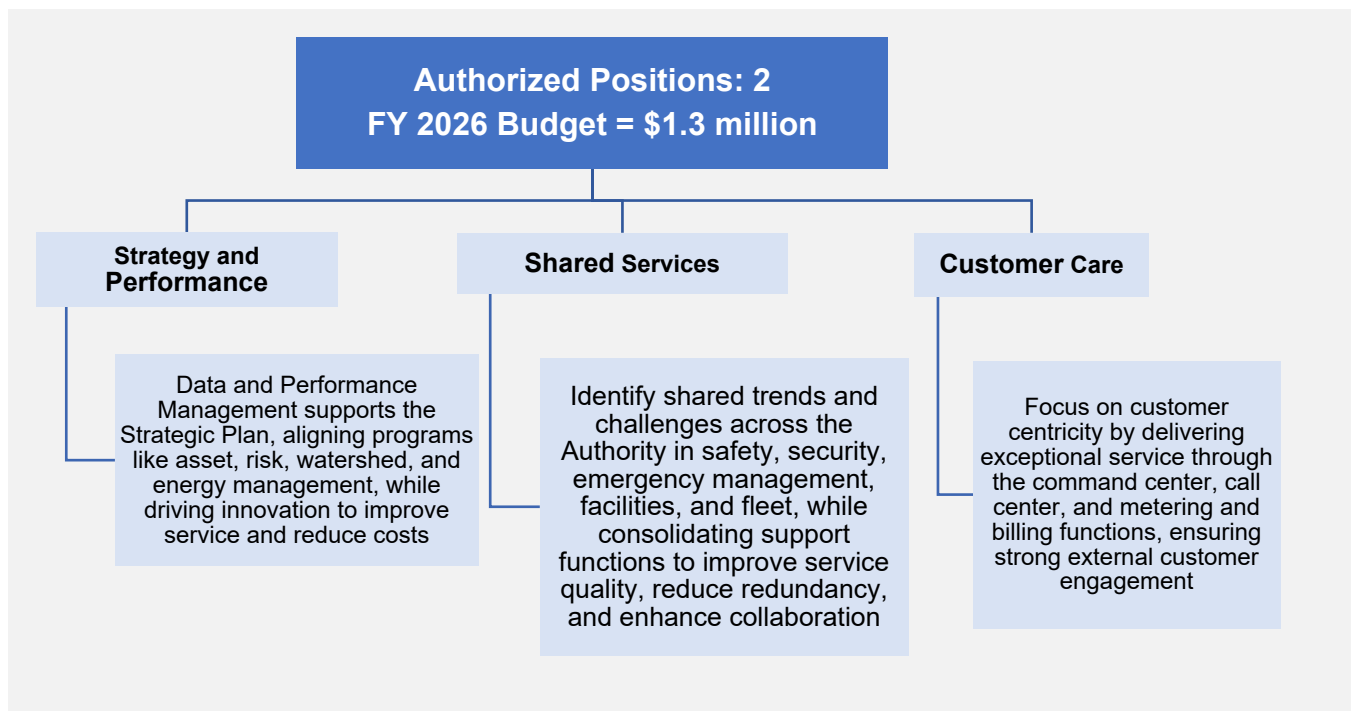 Authorized Positions: 2
FY 2026 Budget = $1.3 million
Strategy and
Performance
Data and Performance
Management supports the
Strategic Plan, aligning programs
like asset, risk, watershed, and
energy management, while
driving innovation to improve
service and reduce costs
Shared Services
Identify shared trends and
challenges across the
Authority in safety, security,
emergency management,
facilities, and fleet, while
consolidating support
functions to improve service
quality, reduce redundancy,
and enhance collaboration
Customer Care
Focus on customer
centricity by delivering
exceptional service through
the command center, call
center, and metering and
billing functions, ensuring
strong external customer
engagement